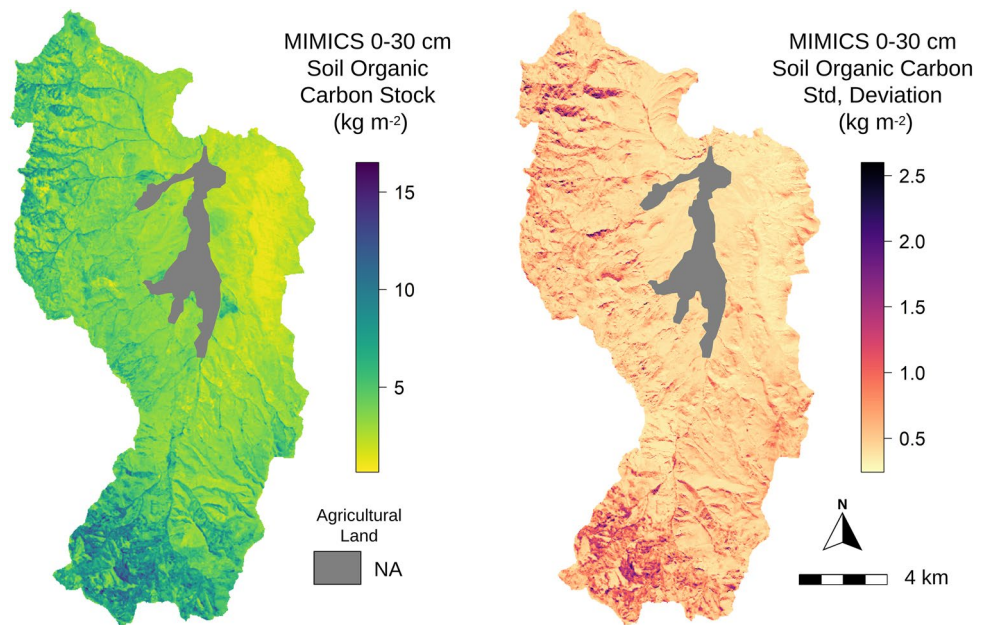 MIMICS 0-30 cm
Soil Organic
Carbon Stock
(kg m-2)
15
10
5
Agricultural
Land
NA
MIMICS 0-30 cm
Soil Organic Carbon
Std, Deviation
(kg m-2)
2.5
2.0
1.5
1.0
0.5
N
4 km